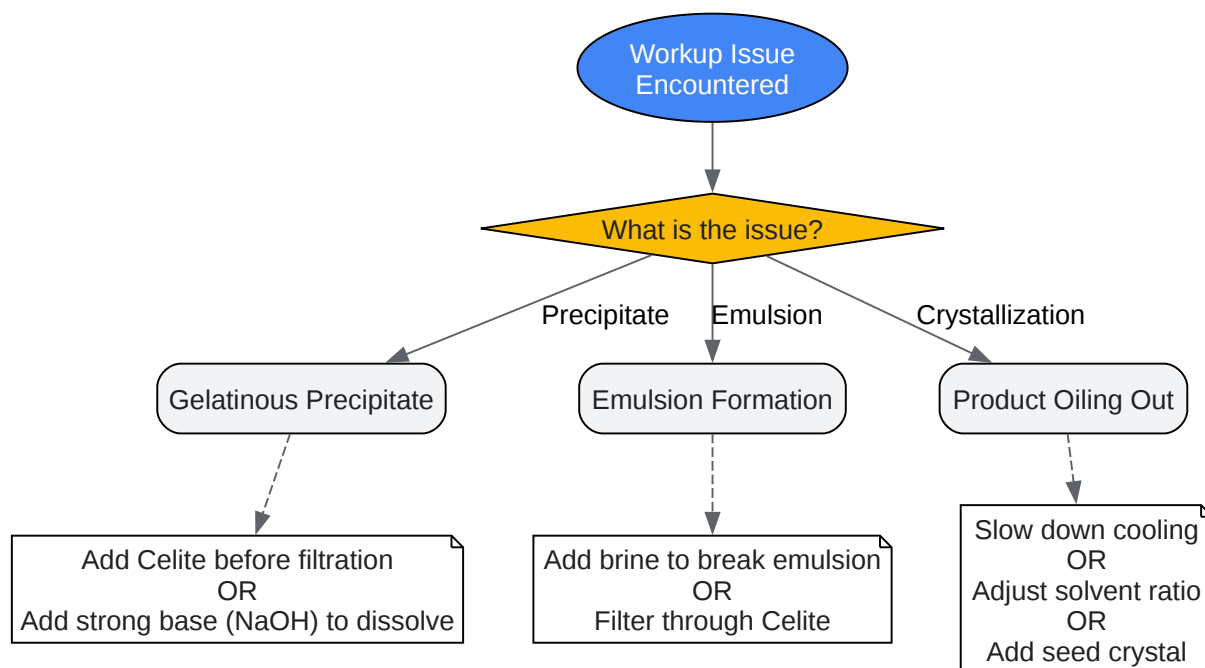 Workup Issue
Encountered
What is the issue?
Precipitate
Emulsion
Crystallization
Gelatinous Precipitate
Emulsion Formation
Product Oiling Out
Add Celite before filtration
OR
Add strong base (NaOH) to dissolve
Add brine to break emulsion
OR
Filter through Celite
Slow down cooling
OR
Adjust solvent ratio
OR
Add seed crystal